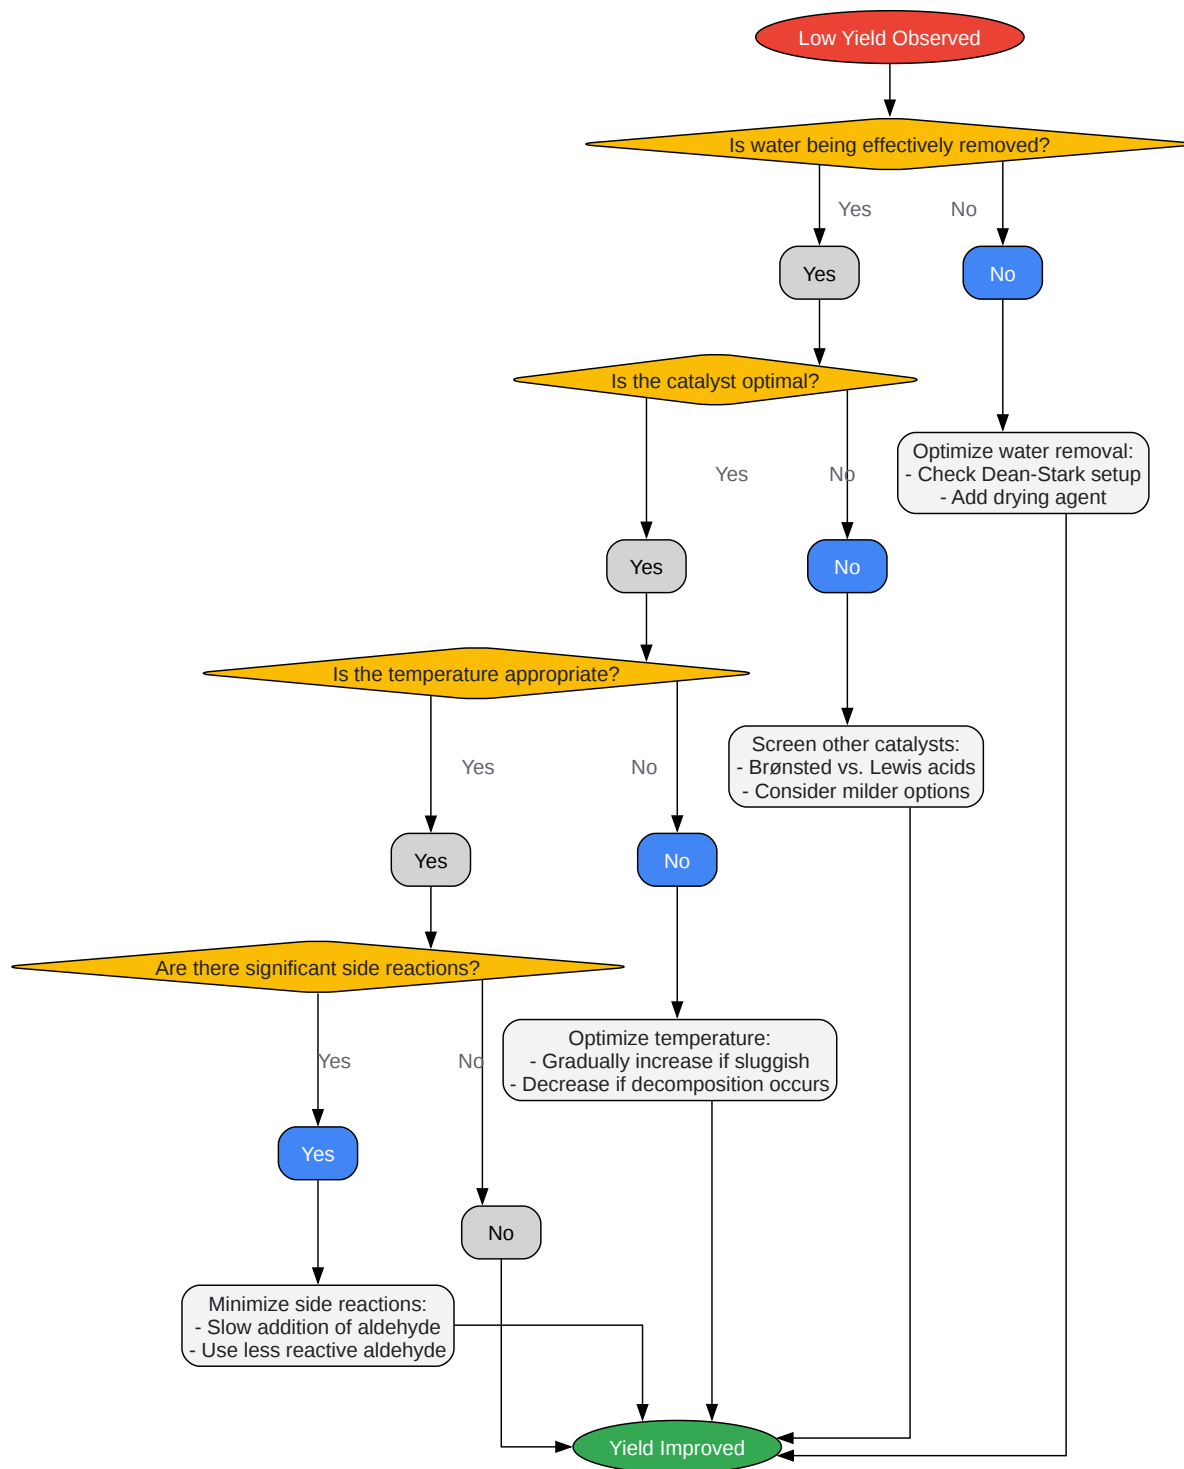 Low Yield Observed
Is water being effectively removed?
Yes
No
Yes
No
Is the catalyst optimal?
Optimize water removal:
- Check Dean-Stark setup
- Add drying agent
Yes
No
Yes
No
Is the temperature appropriate?
Screen other catalysts:
- Brønsted vs. Lewis acids
- Consider milder options
Yes
No
Yes
No
Are there significant side reactions?
Optimize temperature:
- Gradually increase if sluggish
- Decrease if decomposition occurs
Yes
No
Yes
No
Minimize side reactions:
- Slow addition of aldehyde
- Use less reactive aldehyde
Yield Improved